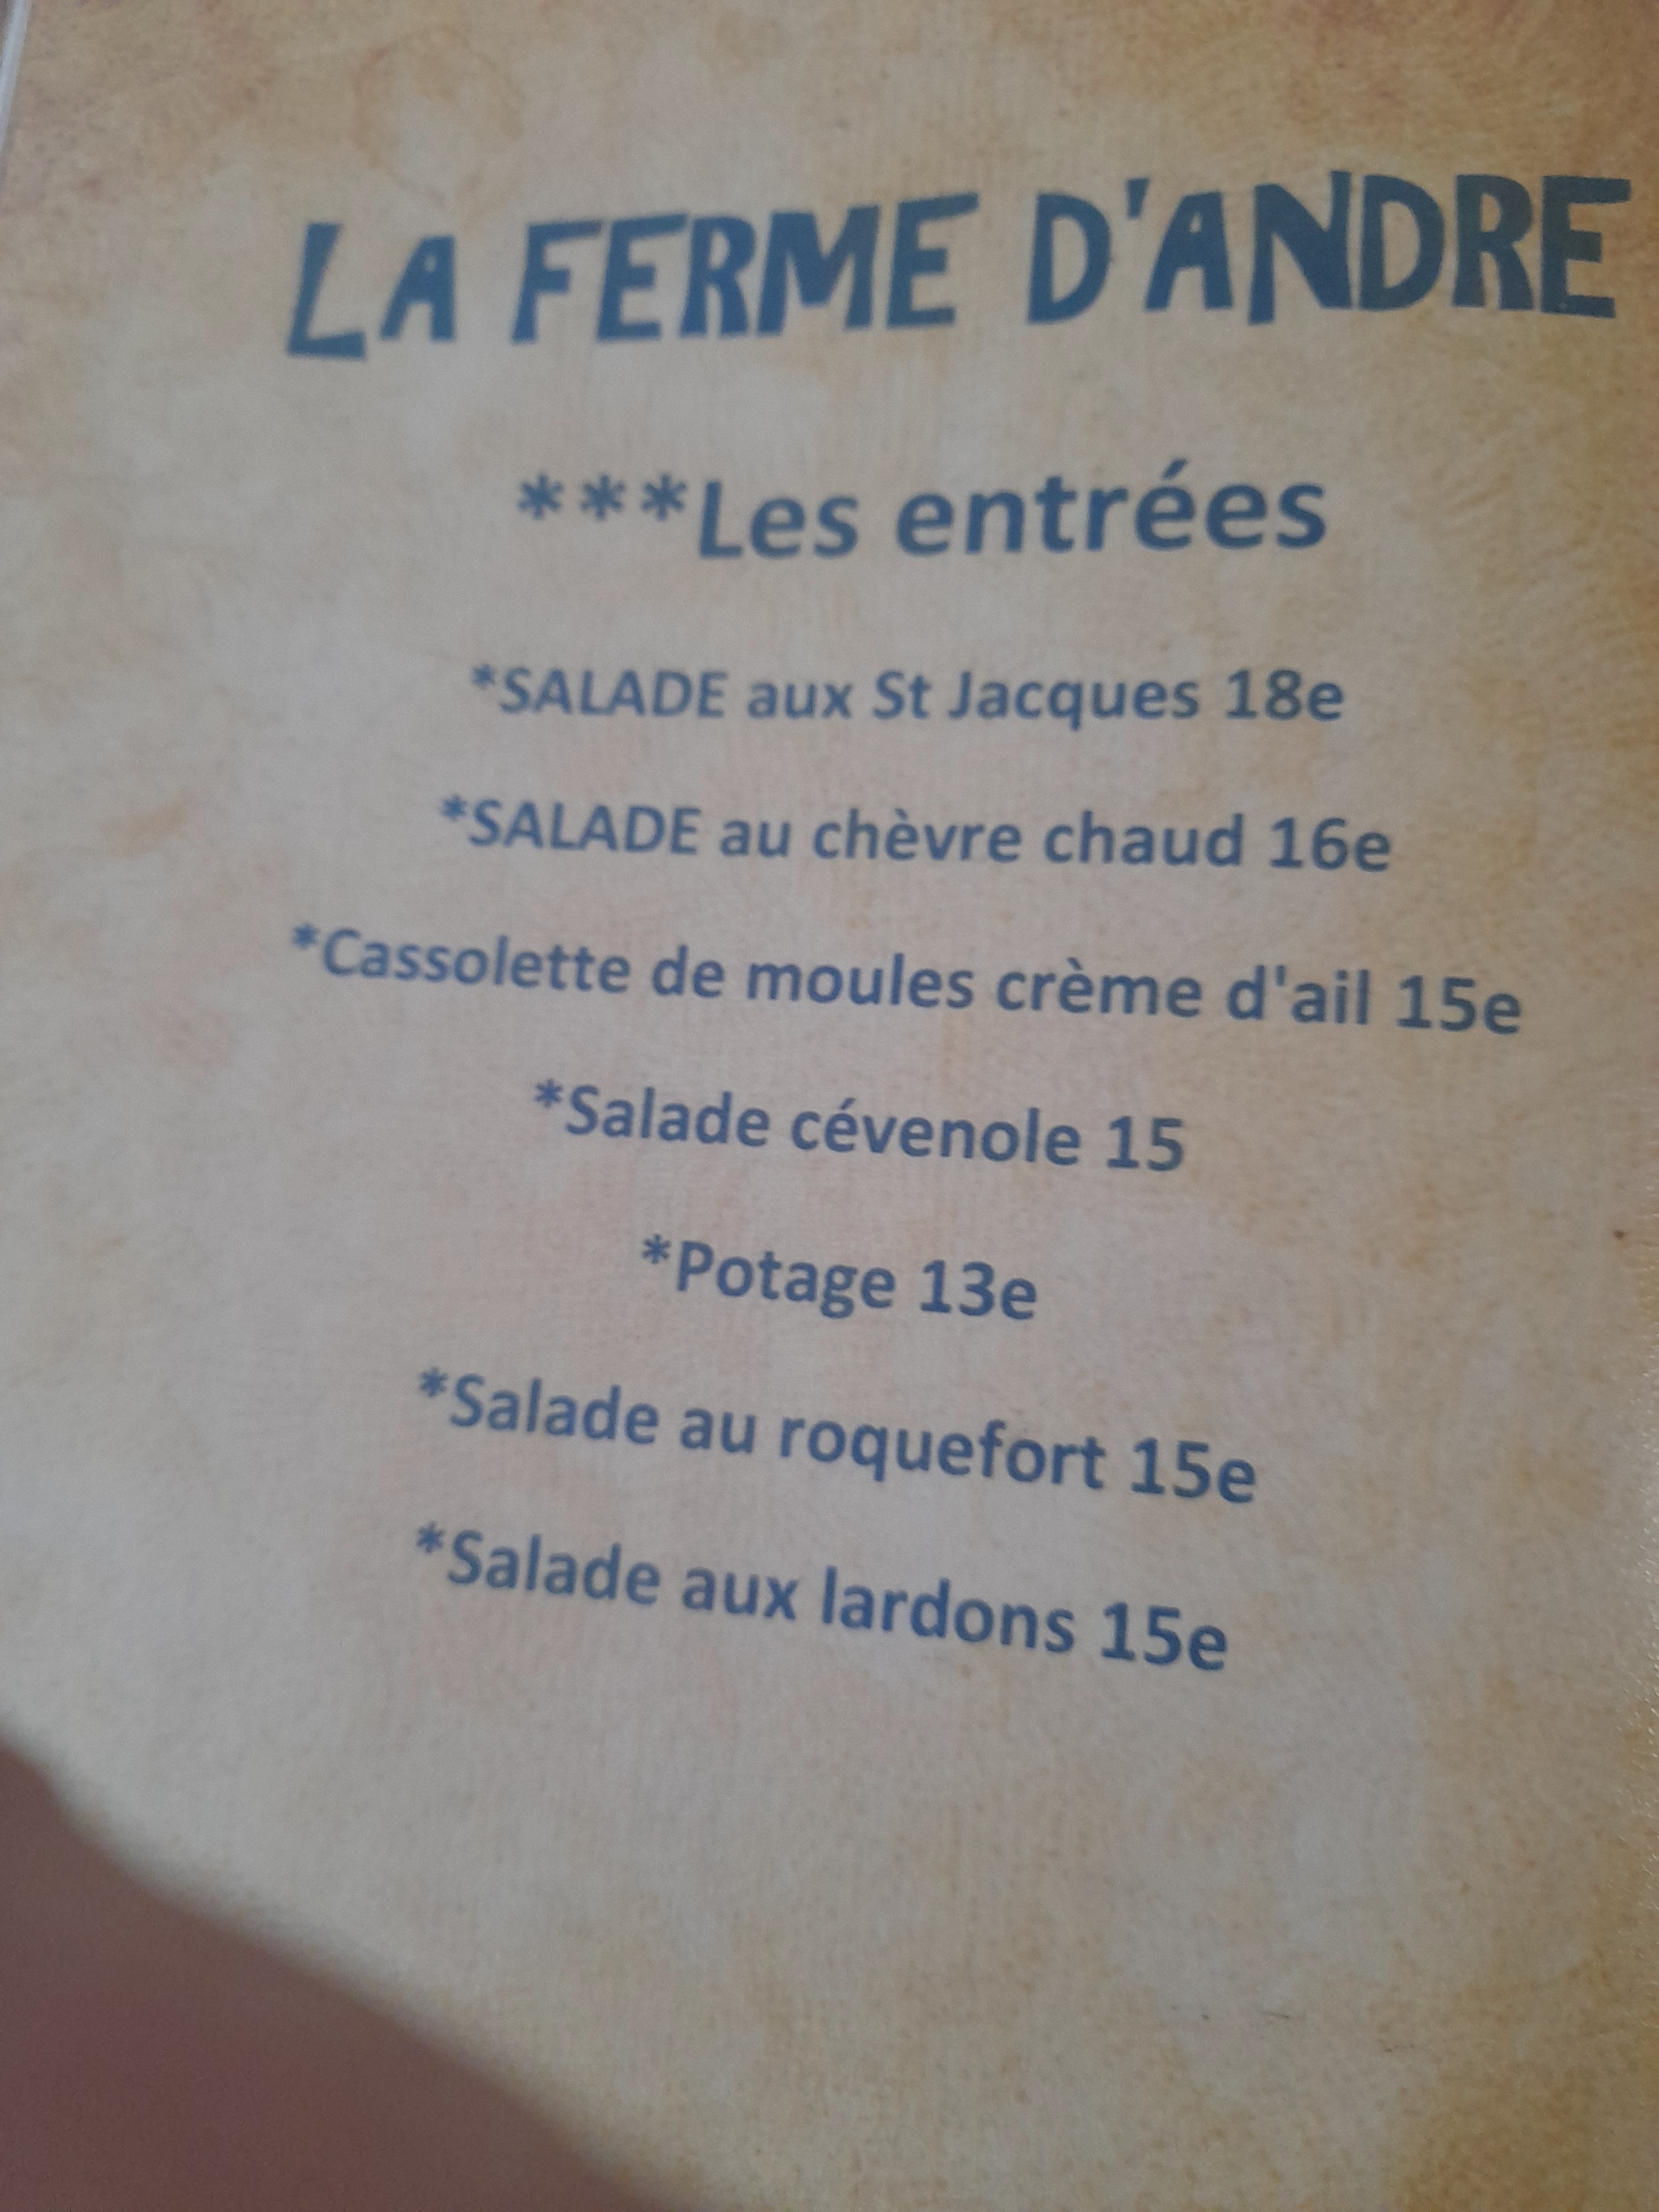 LA FERME D'ANDRE
***Les entrées
*SALADE aux St Jacques 18e
*SALADE au chèvre chaud 16e
*Cassolette de moules crème d'ail 15e
*Salade cévenole 15
*Potage 13e
*Salade au roquefort 15e
*Salade aux lardons 15e